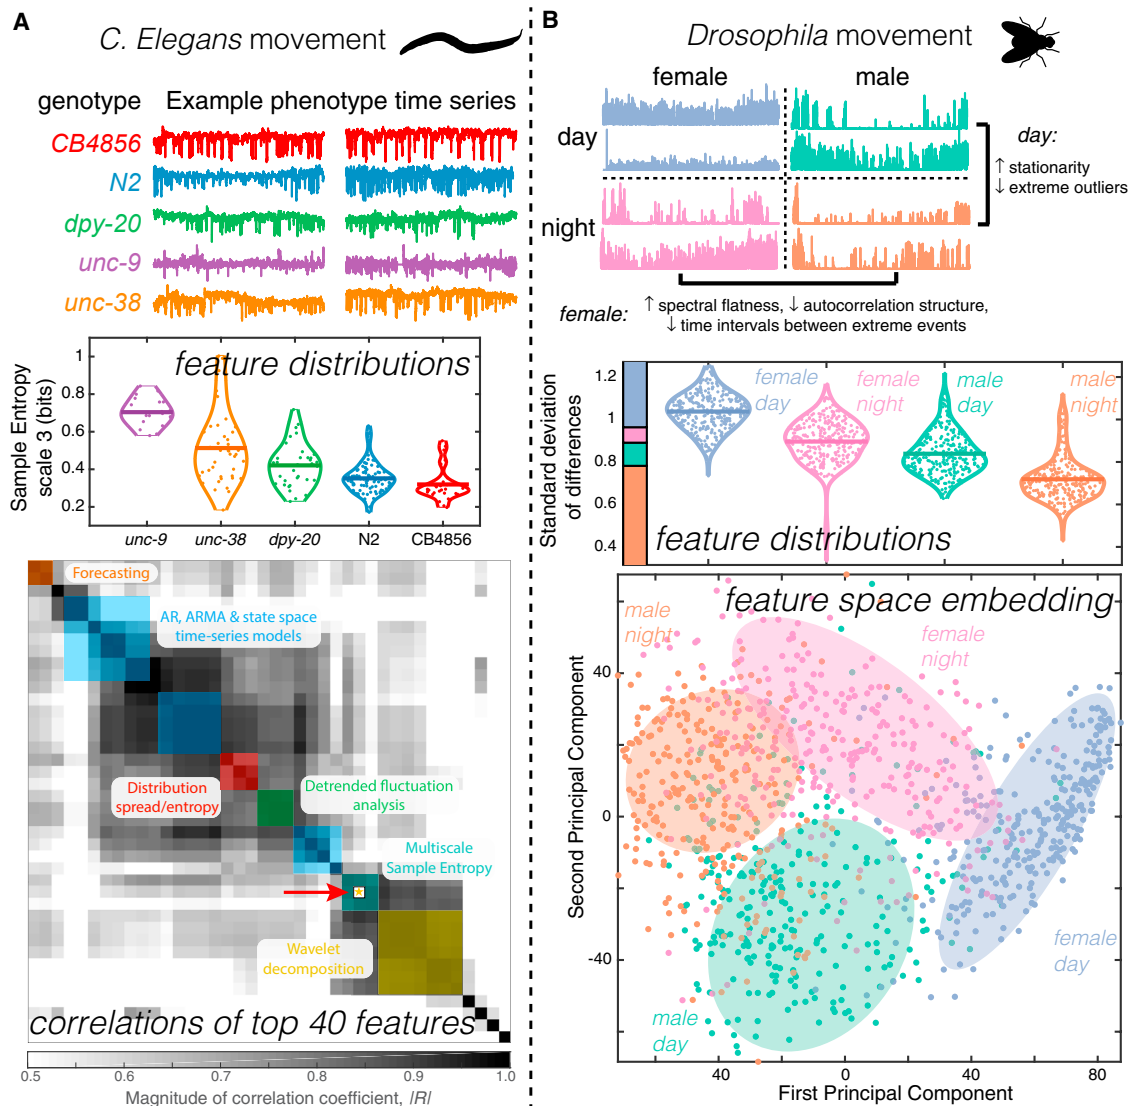 A
C. Elegans movement
genotype
Example phenotype time series
CB4856
N2
dpy-20
unc-9
unc-38
feature distributions
Sample Entropy
scale 3 (bits)
1
0.8
0.6
0.4
0.2
unc-9
unc-38
dpy-20
N2
CB4856
Forecasting
AR, ARMA & state space
time-series models
Distribution
spread/entropy
Detrended fluctuation
analysis
Multiscale
Sample Entropy
Wavelet
decomposition
correlations of top 40 features
0.5
0.6
0.7
0.8
0.9
1.0
Magnitude of correlation coefficient, |R|
B
Drosophila movement
female
male
day
night
day:
↑ stationarity
↓ extreme outliers
female:
↑ spectral flatness, ↓ autocorrelation structure,
↓ time intervals between extreme events
Standard deviation
of differences
1.2
1
0.8
0.6
0.4
female
day
female
night
male
day
male
night
feature distributions
feature space embedding
male
night
female
night
female
day
male
day
Second Principal Component
40
0
-40
40
0
40
80
First Principal Component